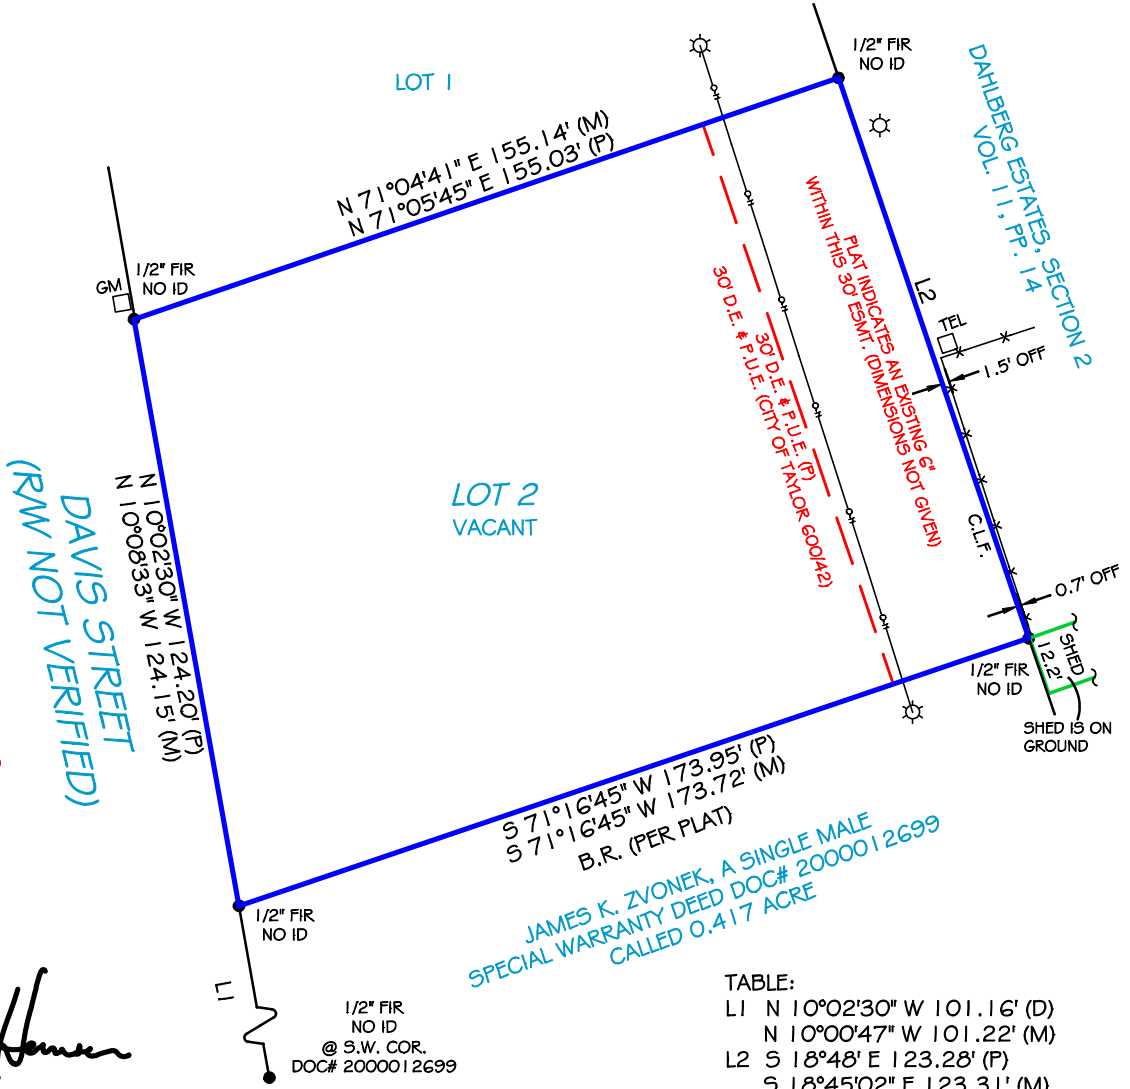 LOT 1
1/2" FIR
NO ID
DAHLBERG ESTATES, SECTION 2
VOL. 11, PP. 14
N 71°04'41" E 155.14' (M)
N 71°05'45" E 155.03' (P)
1/2" FIR
NO ID
GM
L2
TEL
1.5' OFF
PLAT INDICATES AN EXISTING 6"
WITHIN THIS 30' ESMT. (DIMENSIONS NOT GIVEN)
30' D.E. & P.U.E. (P)
30' D.E. & P.U.E. (CITY OF TAYLOR 600/42)
LOT 2
VACANT
C.L.F.
0.7' OFF
DAVIS STREET
(R/W NOT VERIFIED)
N 10°02'30" W 124.20' (P)
N 10°08'33" W 124.15' (M)
SHED
12.2'
1/2" FIR
NO ID
SHED IS ON
GROUND
S 71°16'45" W 173.95' (P)
S 71°16'45" W 173.72' (M)
B.R. (PER PLAT)
JAMES K. ZVONEK, A SINGLE MALE
SPECIAL WARRANTY DEED DOC# 2000012699
CALLED 0.417 ACRE
1/2" FIR
NO ID
L1
1/2" FIR
NO ID
@ S.W. COR.
DOC# 2000012699
TABLE:
L1 N 10°02'30" W 101.16' (D)
N 10°00'47" W 101.22' (M)
L2 S 18°48' E 123.28' (P)
S 18°45'02" E 123.31' (M)